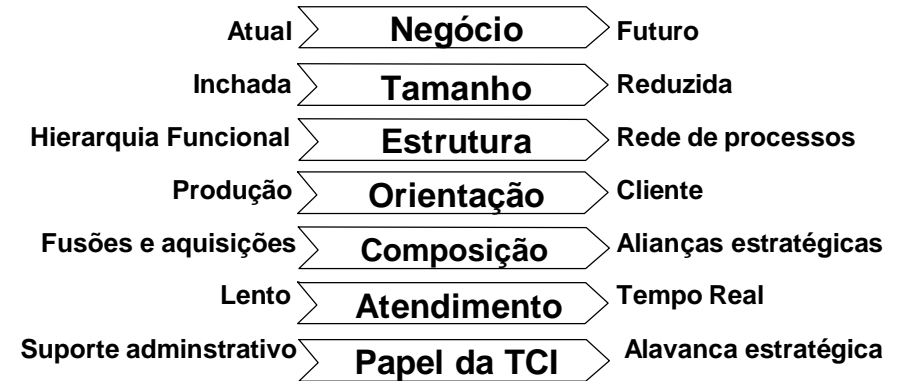 Atual Negócio Futuro
Inchada Tamanho Reduzida
Hierarquia Funcional Estrutura Rede de processos
Produção Orientação Cliente
Fusões e aquisições Composição Alianças estratégicas
Lento Atendimento Tempo Real
Suporte adminstrativo Papel da TCI Alavanca estratégica